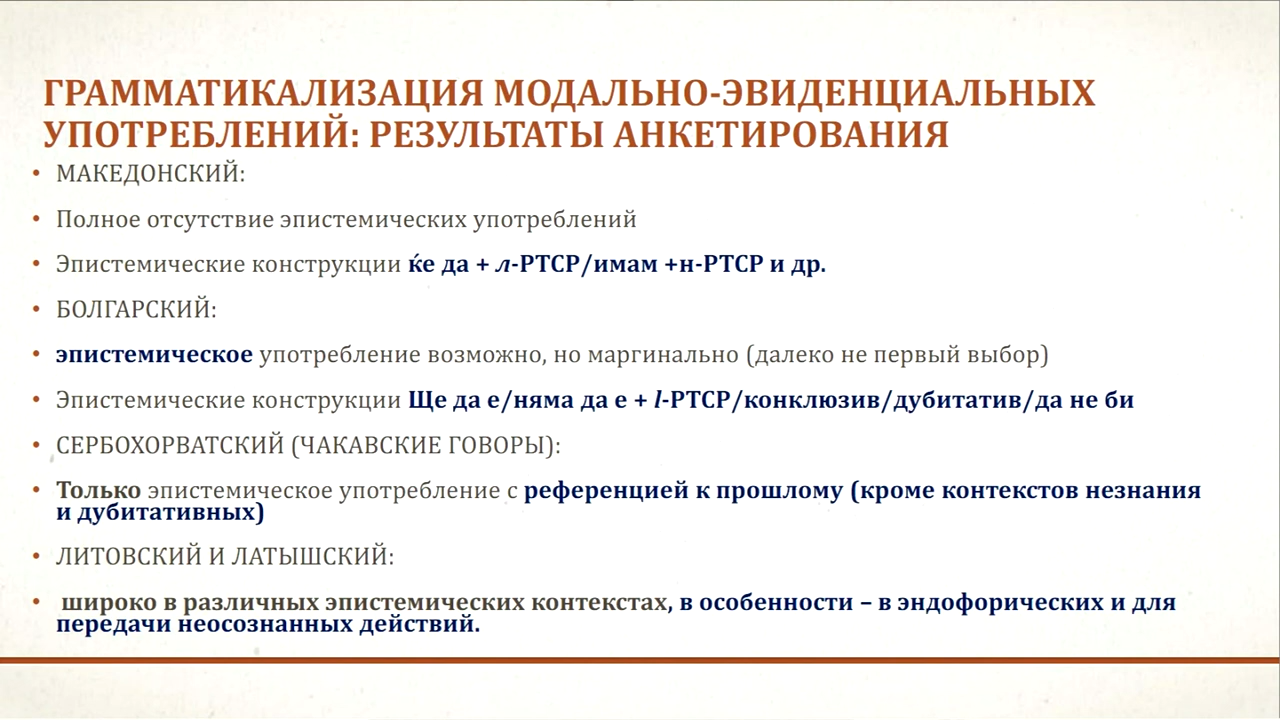 ГРАММАТИКАЛИЗАЦИЯ МОДАЛЬНО-ЭВИДЕНЦИАЛЬНЫХ
УПОТРЕБЛЕНИЙ: РЕЗУЛЬТАТЫ АНКЕТИРОВАНИЯ
• МАКЕДОНСКИЙ:
• Полное отсутствие эпистемических употреблений
• Эпистемические конструкции ќе да + л-PTCP/имам +н-PTCP и др.
• БОЛГАРСКИЙ:
• эпистемическое употребление возможно, но маргинально (далеко не первый выбор)
• Эпистемические конструкции Ще да е/няма да е + l-PTCP/конклюзив/дубитатив/да не би
• СЕРБОХОРВАТСКИЙ (ЧАКАВСКИЕ ГОВОРЫ):
• Только эпистемическое употребление с референцией к прошлому (кроме контекстов незнания
и дубитативных)
• ЛИТОВСКИЙ И ЛАТЫШСКИЙ:
• широко в различных эпистемических контекстах, в особенности – в эндофорических и для
передачи неосознанных действий.